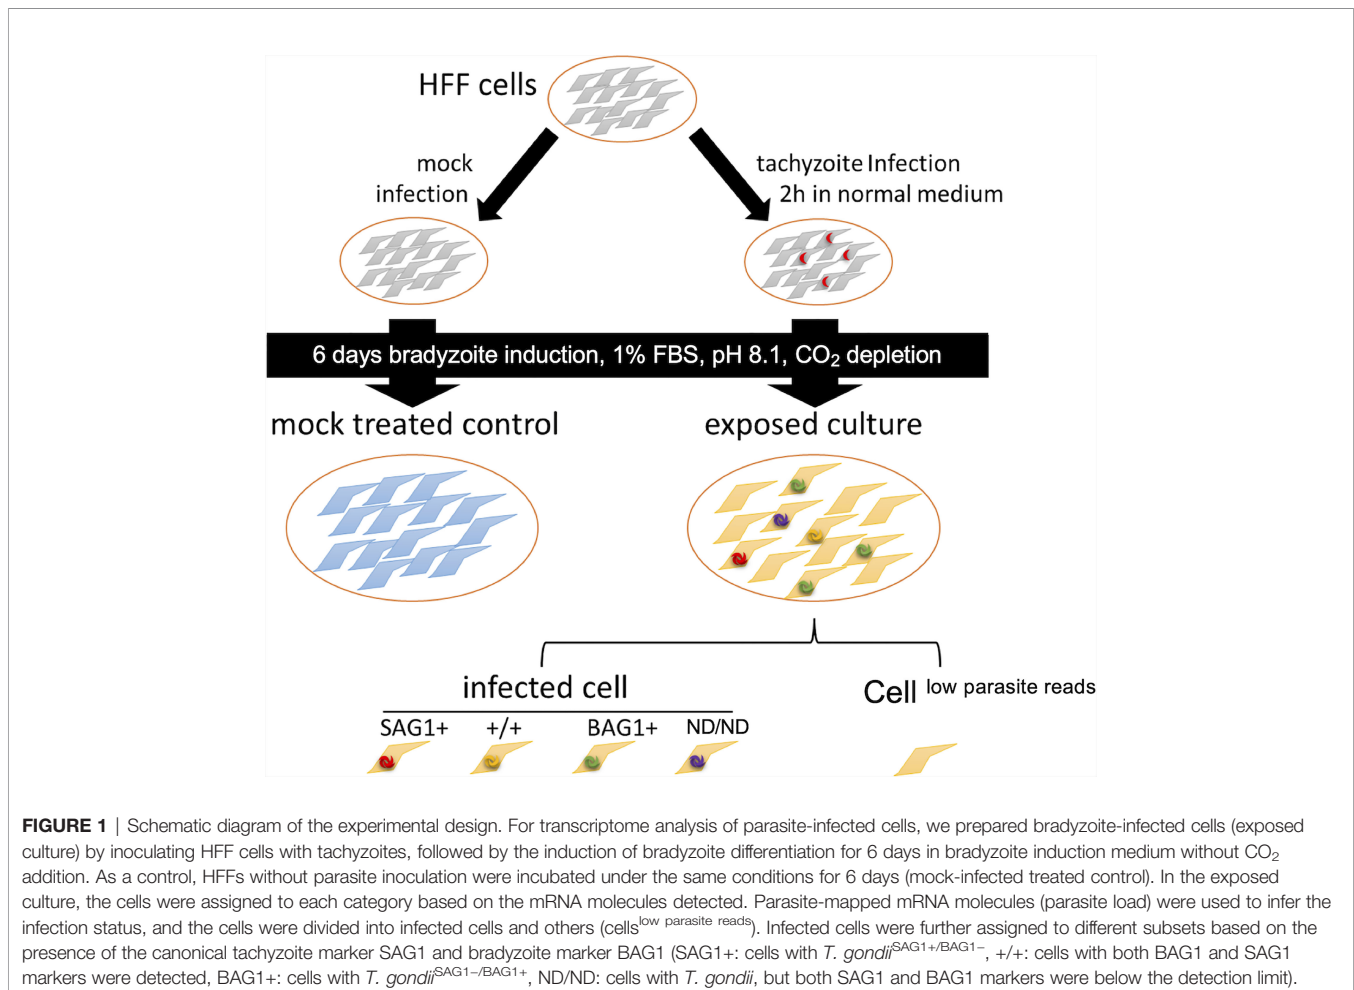 HFF cells
mock
infection
tachyzoite Infection
2h in normal medium
6 days bradyzoite induction, 1% FBS, pH 8.1, CO₂ depletion
mock treated control
exposed culture
infected cell
Cell low parasite reads
SAG1+ +/+ BAG1+ ND/ND
FIGURE 1 | Schematic diagram of the experimental design. For transcriptome analysis of parasite-infected cells, we prepared bradyzoite-infected cells (exposed
culture) by inoculating HFF cells with tachyzoites, followed by the induction of bradyzoite differentiation for 6 days in bradyzoite induction medium without CO₂
addition. As a control, HFFs without parasite inoculation were incubated under the same conditions for 6 days (mock-infected treated control). In the exposed
culture, the cells were assigned to each category based on the mRNA molecules detected. Parasite-mapped mRNA molecules (parasite load) were used to infer the
infection status, and the cells were divided into infected cells and others (cells low parasite reads). Infected cells were further assigned to different subsets based on the
presence of the canonical tachyzoite marker SAG1 and bradyzoite marker BAG1 (SAG1+: cells with T. gondii SAG1+/BAG1−, +/+: cells with both BAG1 and SAG1
markers were detected, BAG1+: cells with T. gondii SAG1−/BAG1+, ND/ND: cells with T. gondii, but both SAG1 and BAG1 markers were below the detection limit).